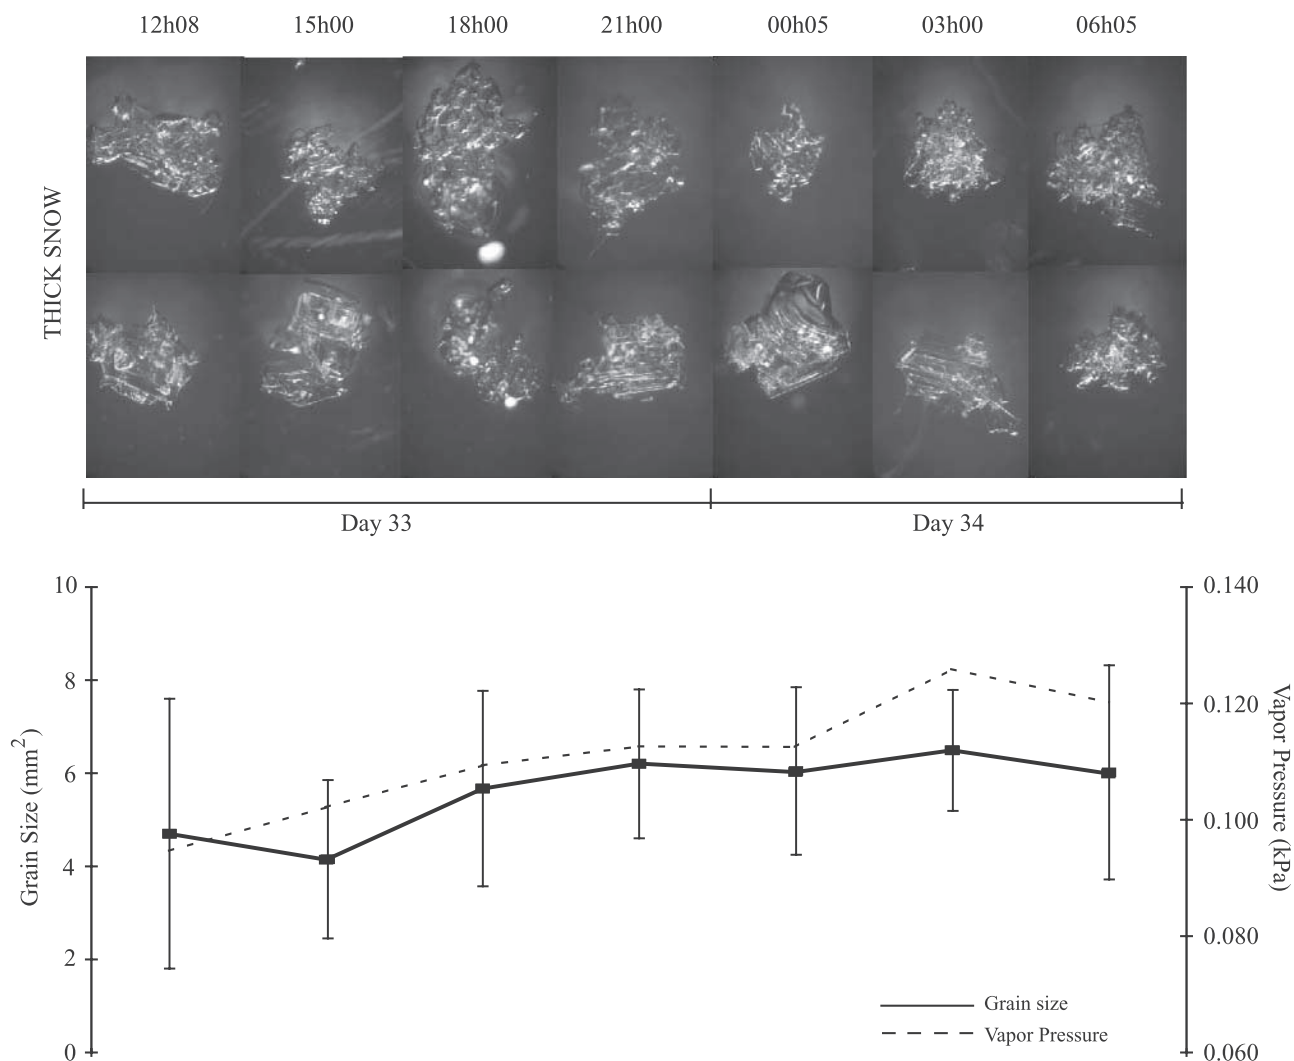 12h08 15h00 18h00 21h00 00h05 03h00 06h05
THICK SNOW
Day 33 Day 34
10
8
6
4
2
0
Grain Size (mm²)
0.140
0.120
0.100
0.080
0.060
Vapor Pressure (kPa)
Grain size
Vapor Pressure